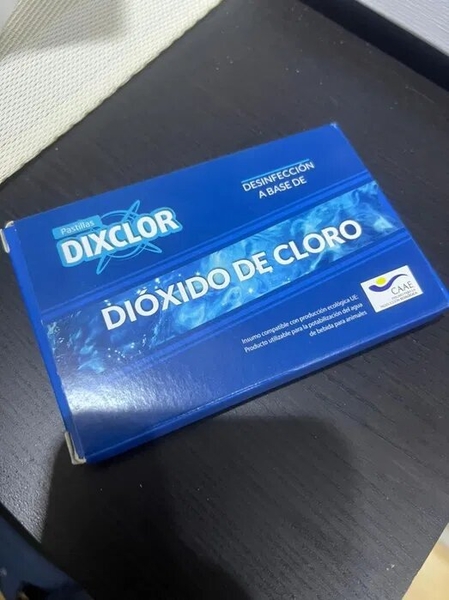 Pastillas
DIXCLOR
DESINFECCIÓN
A BASE DE
DIÓXIDO DE CLORO
Insumo compatible con producción ecológica UE:
Producto utilizable para la potabilización del agua
de bebida para animales
CAAE